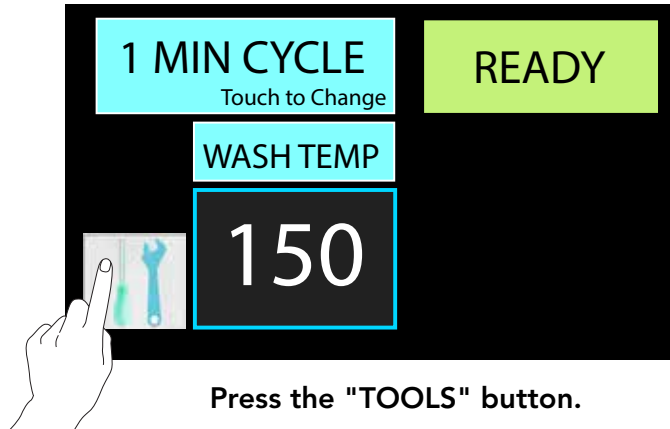 1 MIN CYCLE
Touch to Change
READY
WASH TEMP
150
Press the "TOOLS" button.